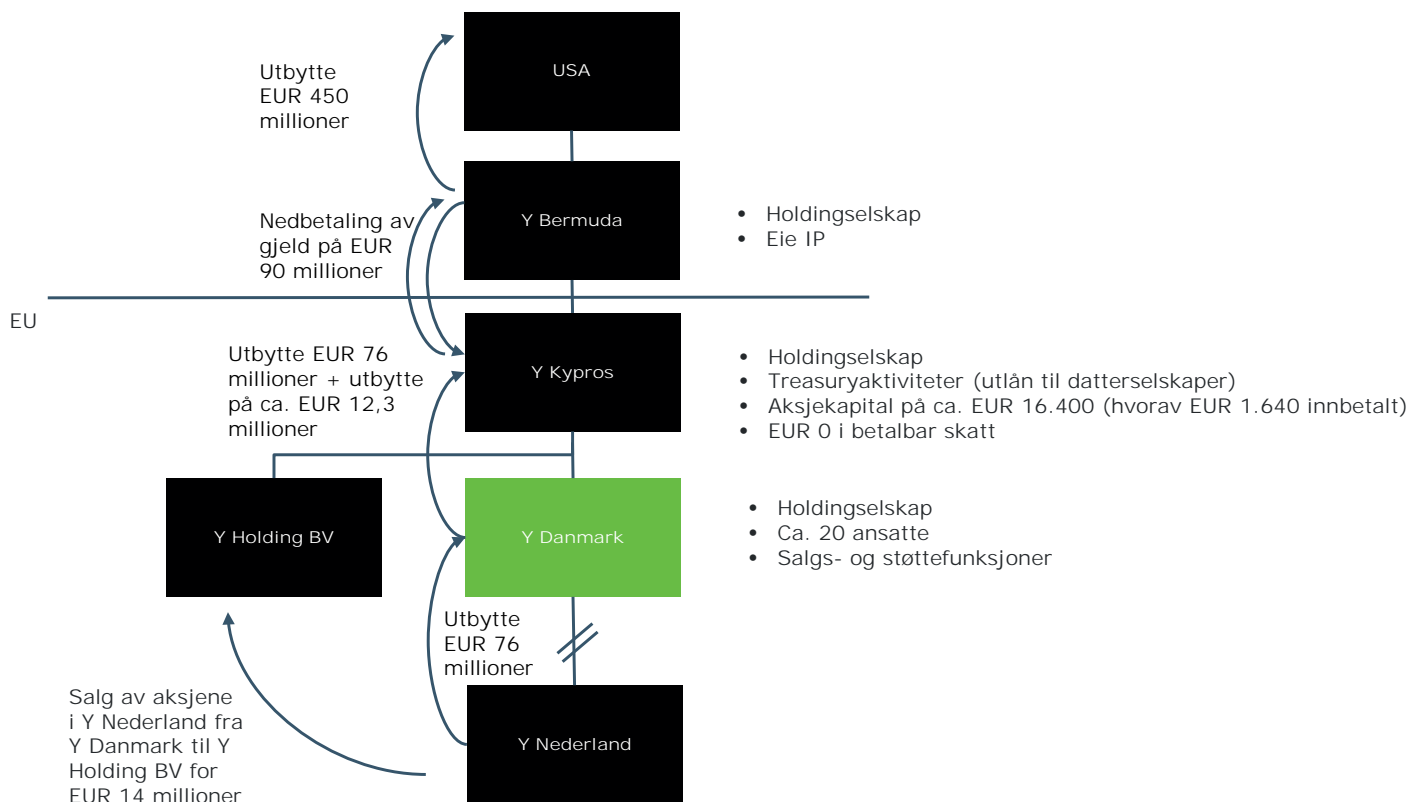 USA
Utbytte
EUR 450
millioner
Y Bermuda
Nedbetaling av
gjeld på EUR
90 millioner
• Holdingselskap
• Eie IP
EU
Utbytte EUR 76
millioner + utbytte
på ca. EUR 12,3
millioner
Y Kypros
• Holdingselskap
• Treasuryaktiviteter (utlån til datterselskaper)
• Aksjekapital på ca. EUR 16.400 (hvorav EUR 1.640 innbetalt)
• EUR 0 i betalbar skatt
Y Holding BV
Y Danmark
• Holdingselskap
• Ca. 20 ansatte
• Salgs- og støttefunksjoner
Utbytte
EUR 76
millioner
Salg av aksjene
i Y Nederland fra
Y Danmark til Y
Holding BV for
EUR 14 millioner
Y Nederland